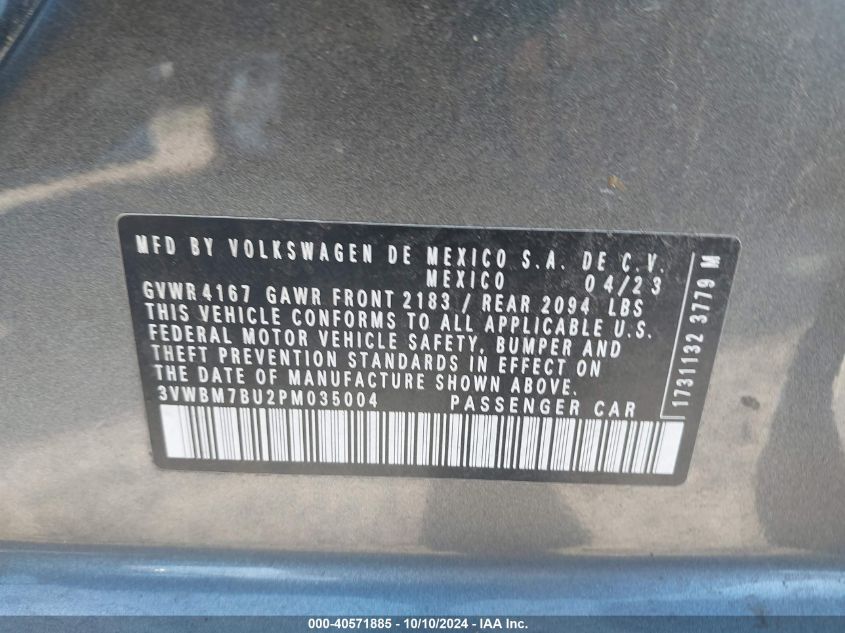 MFD BY VOLKSWAGEN DE MEXICO S.A. DE C.V.
MEXICO 04/23
GVWR 4167 GAWR FRONT 2183 / REAR 2094 LBS
THIS VEHICLE CONFORMS TO ALL APPLICABLE U.S.
FEDERAL MOTOR VEHICLE SAFETY, BUMPER AND
THEFT PREVENTION STANDARDS IN EFFECT ON
THE DATE OF MANUFACTURE SHOWN ABOVE.
3VWBM7BU2PM035004 PASSENGER CAR
1731132 3779 M
000-40571885 - 10/10/2024 - IAA Inc.